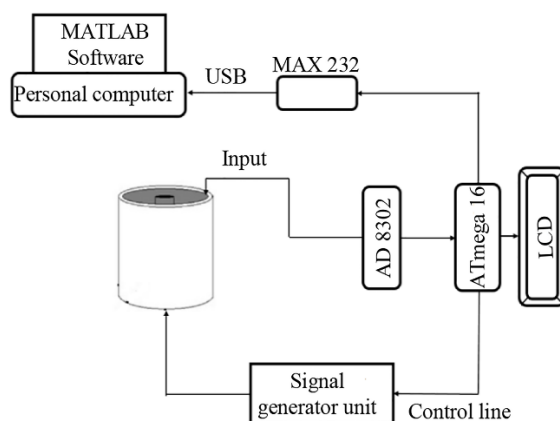 MATLAB
Software
Personal computer
USB
MAX 232
Input
AD 8302
ATmega 16
LCD
Signal
generator unit
Control line